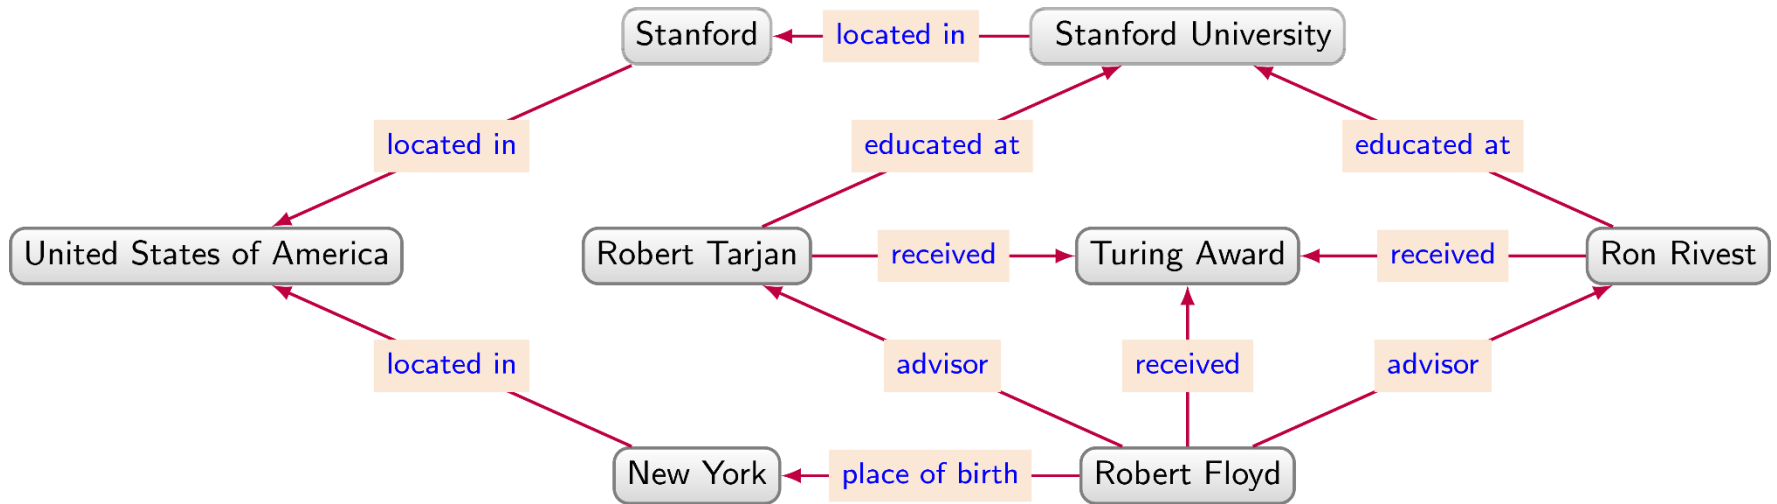 Stanford
located in
Stanford University
located in
educated at
educated at
United States of America
Robert Tarjan
received
Turing Award
received
Ron Rivest
located in
advisor
received
advisor
New York
place of birth
Robert Floyd